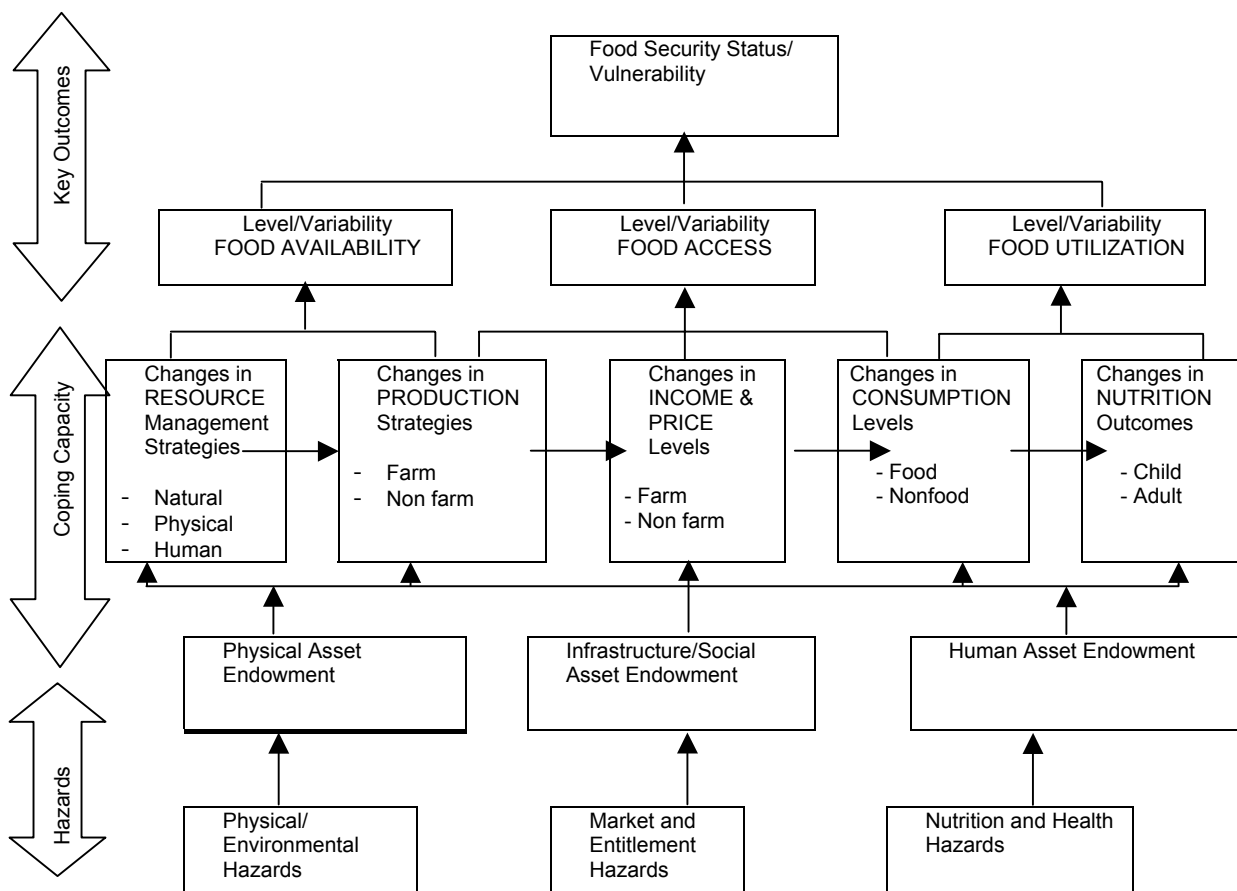 Key Outcomes
Food Security Status/
Vulnerability
Level/Variability
FOOD AVAILABILITY
Level/Variability
FOOD ACCESS
Level/Variability
FOOD UTILIZATION
Coping Capacity
Changes in
RESOURCE
Management
Strategies
- Natural
- Physical
- Human
Changes in
PRODUCTION
Strategies
- Farm
- Non farm
Changes in
INCOME &
PRICE
Levels
- Farm
- Non farm
Changes in
CONSUMPTION
Levels
- Food
- Nonfood
Changes in
NUTRITION
Outcomes
- Child
- Adult
Physical Asset
Endowment
Infrastructure/Social
Asset Endowment
Human Asset Endowment
Hazards
Physical/
Environmental
Hazards
Market and
Entitlement
Hazards
Nutrition and Health
Hazards